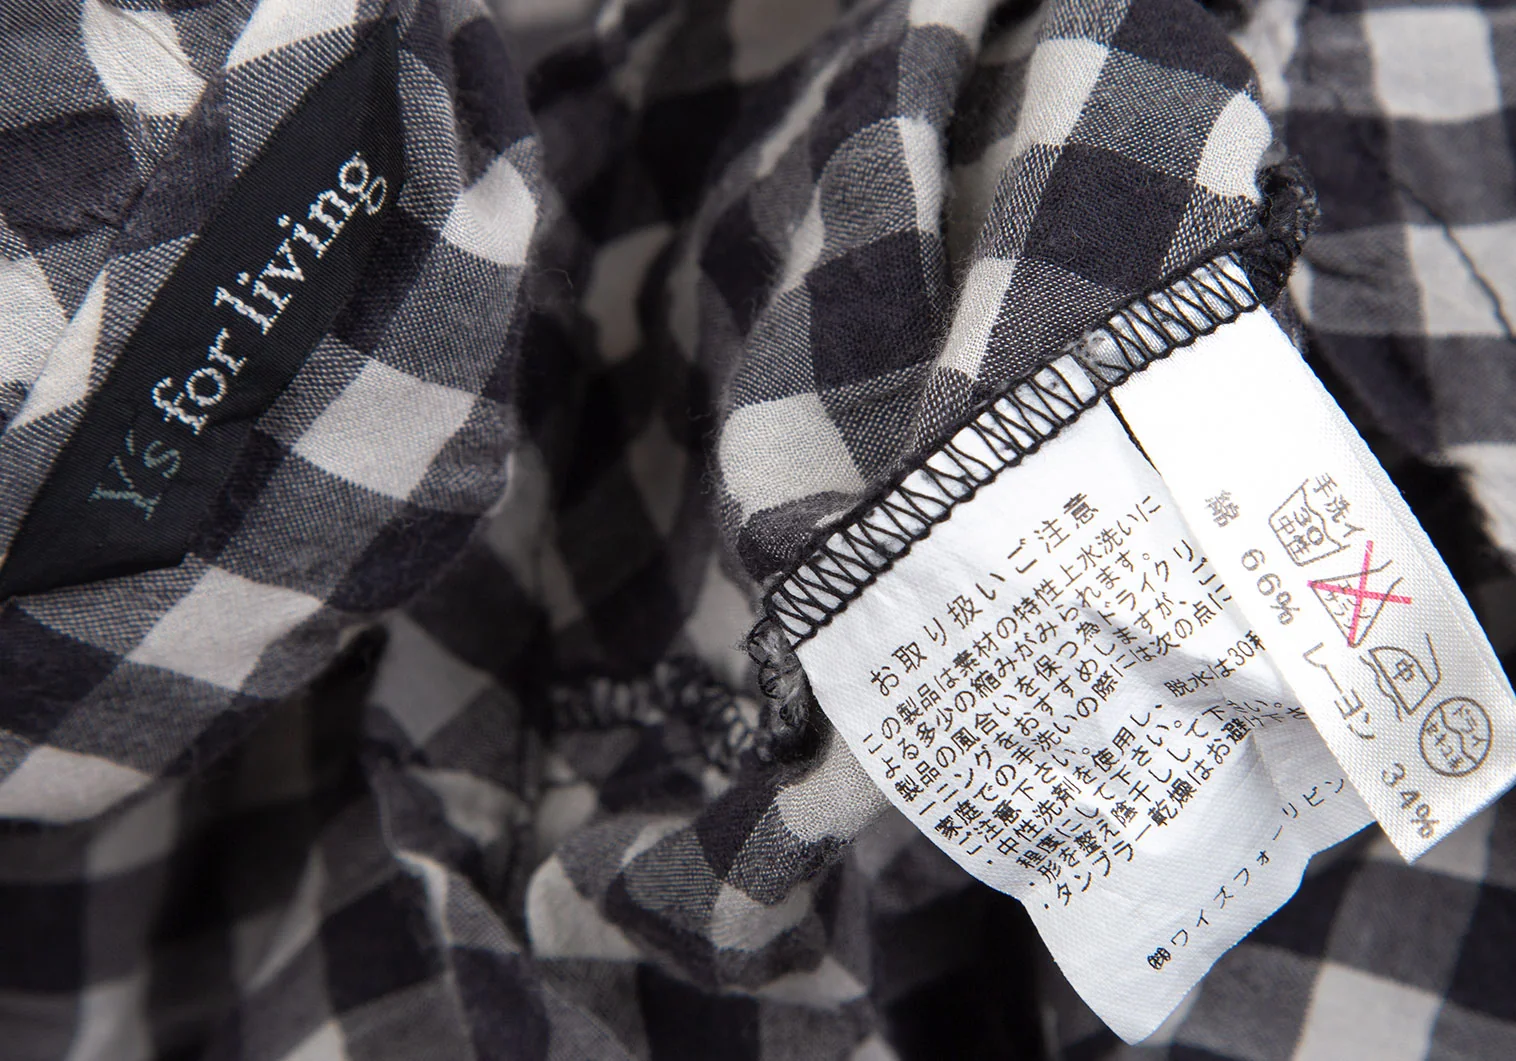 Y's for living
お取り扱いご注意
この製品は素材の特性上水洗いに
よる多少の縮みがみられます。
製品の風合いを保つ為ドライクリ
ーニングをおすすめしますが、
家庭での手洗いの際には次の点に
ご注意下さい。
・中性洗剤を使用し、脱水は30秒
程度にして下さい。
・形を整え陰干しして下さい。
・タンブラー乾燥はお避け下さ
㈱ワイズフォーリビン
手洗イ
30
中性
中
ドライ
綿 66%
レーヨン 34%